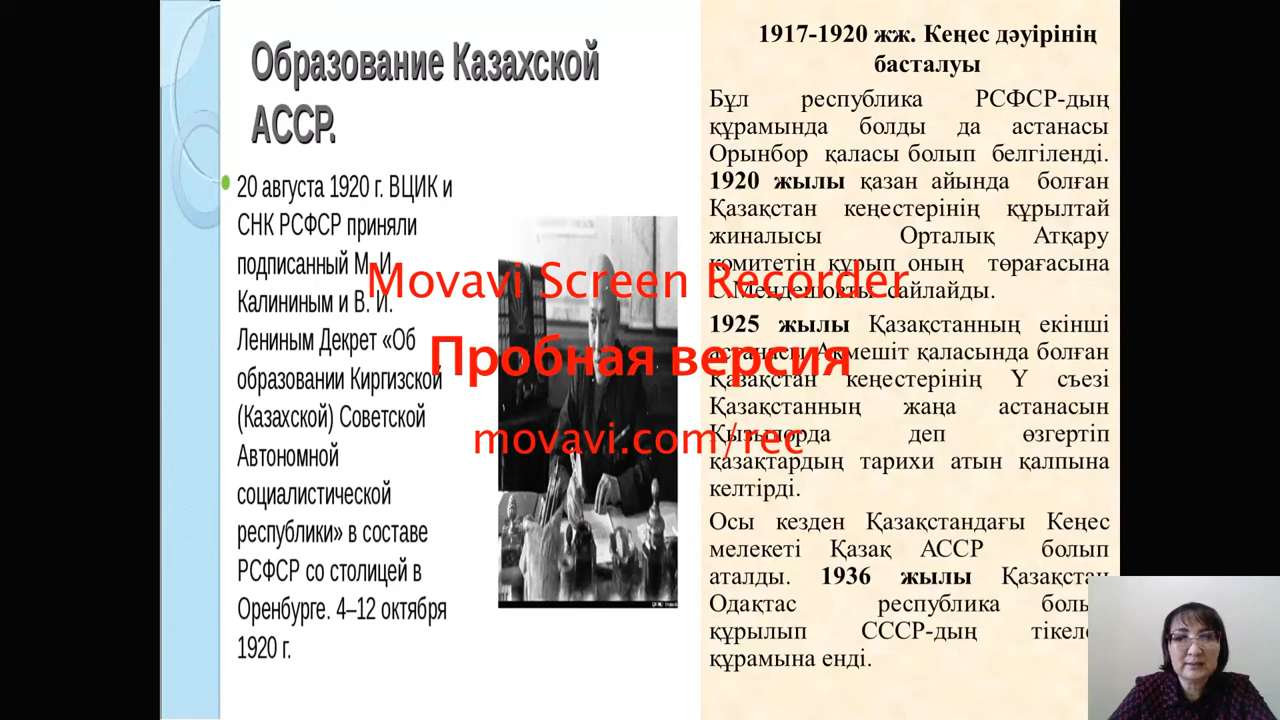 Образование Казахской
АССР.
20 августа 1920 г. ВЦИК и
СНК РСФСР приняли
подписанный М. И.
Калининым и В. И.
Лениным Декрет «Об
образовании Киргизской
(Казахской) Советской
Автономной
социалистической
республики» в составе
РСФСР со столицей в
Оренбурге. 4–12 октября
1920 г.
1917-1920 жж. Кеңес дәуірінің
басталуы
Бұл республика РСФСР-дың
құрамында болды да астанасы
Орынбор қаласы болып белгіленді.
1920 жылы қазан айында болған
Қазақстан кеңестерінің құрылтай
жиналысы Орталық Атқару
комитетін құрып оның төрағасына
С.Мендешовты сайлайды.
1925 жылы Қазақстанның екінші
астанасы Ақмешіт қаласында болған
Қазақстан кеңестерінің Ү съезі
Қазақстанның жаңа астанасын
Қызылорда деп өзгертіп
қазақтардың тарихи атын қалпына
келтірді.
Осы кезден Қазақстандағы Кеңес
мелекеті Қазақ АССР болып
аталды. 1936 жылы Қазақстан
Одақтас республика
құрылып СССР-дың
құрамына енді.
Movavi Screen Recorder
Пробная версия
movavi.com/rec